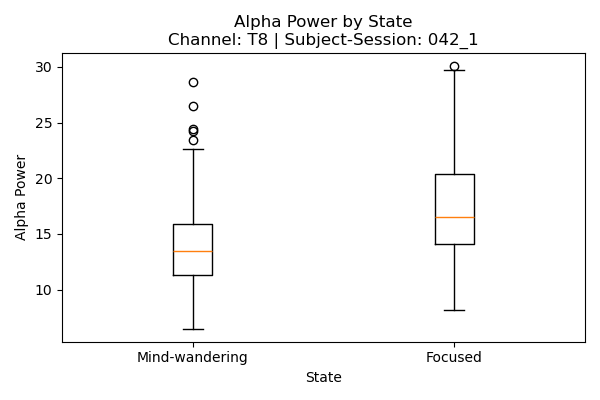 Alpha Power by State
Channel: T8 | Subject-Session: 042_1
Alpha Power
30
25
20
15
10
Mind-wandering
Focused
State